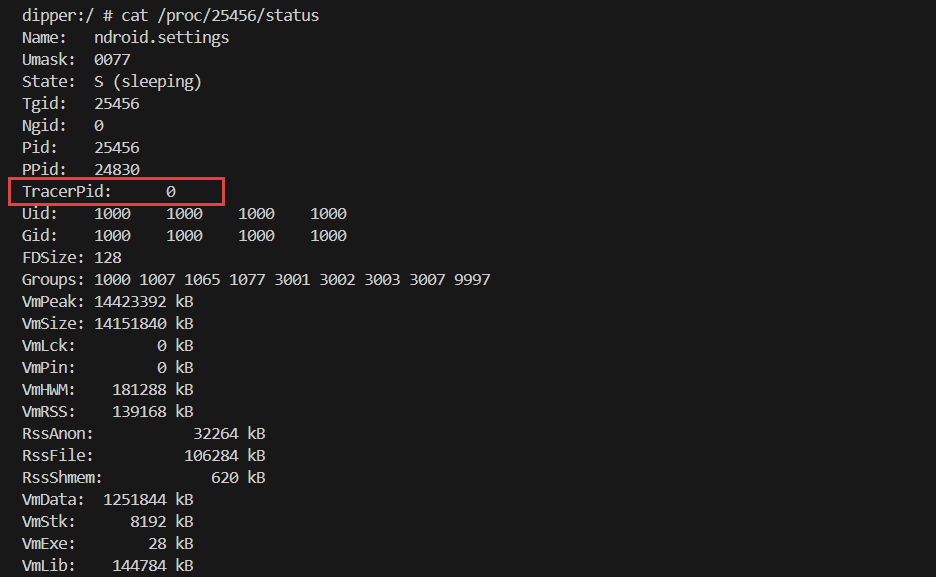 dipper:/ # cat /proc/25456/status
Name:   ndroid.settings
Umask:  0077
State:  S (sleeping)
Tgid:   25456
Ngid:   0
Pid:    25456
PPid:   24830
TracerPid:      0
Uid:    1000    1000    1000    1000
Gid:    1000    1000    1000    1000
FDSize: 128
Groups: 1000 1007 1065 1077 3001 3002 3003 3007 9997
VmPeak: 14423392 kB
VmSize: 14151840 kB
VmLck:         0 kB
VmPin:         0 kB
VmHWM:    181288 kB
VmRSS:    139168 kB
RssAnon:           32264 kB
RssFile:          106284 kB
RssShmem:            620 kB
VmData:  1251844 kB
VmStk:      8192 kB
VmExe:        28 kB
VmLib:    144784 kB